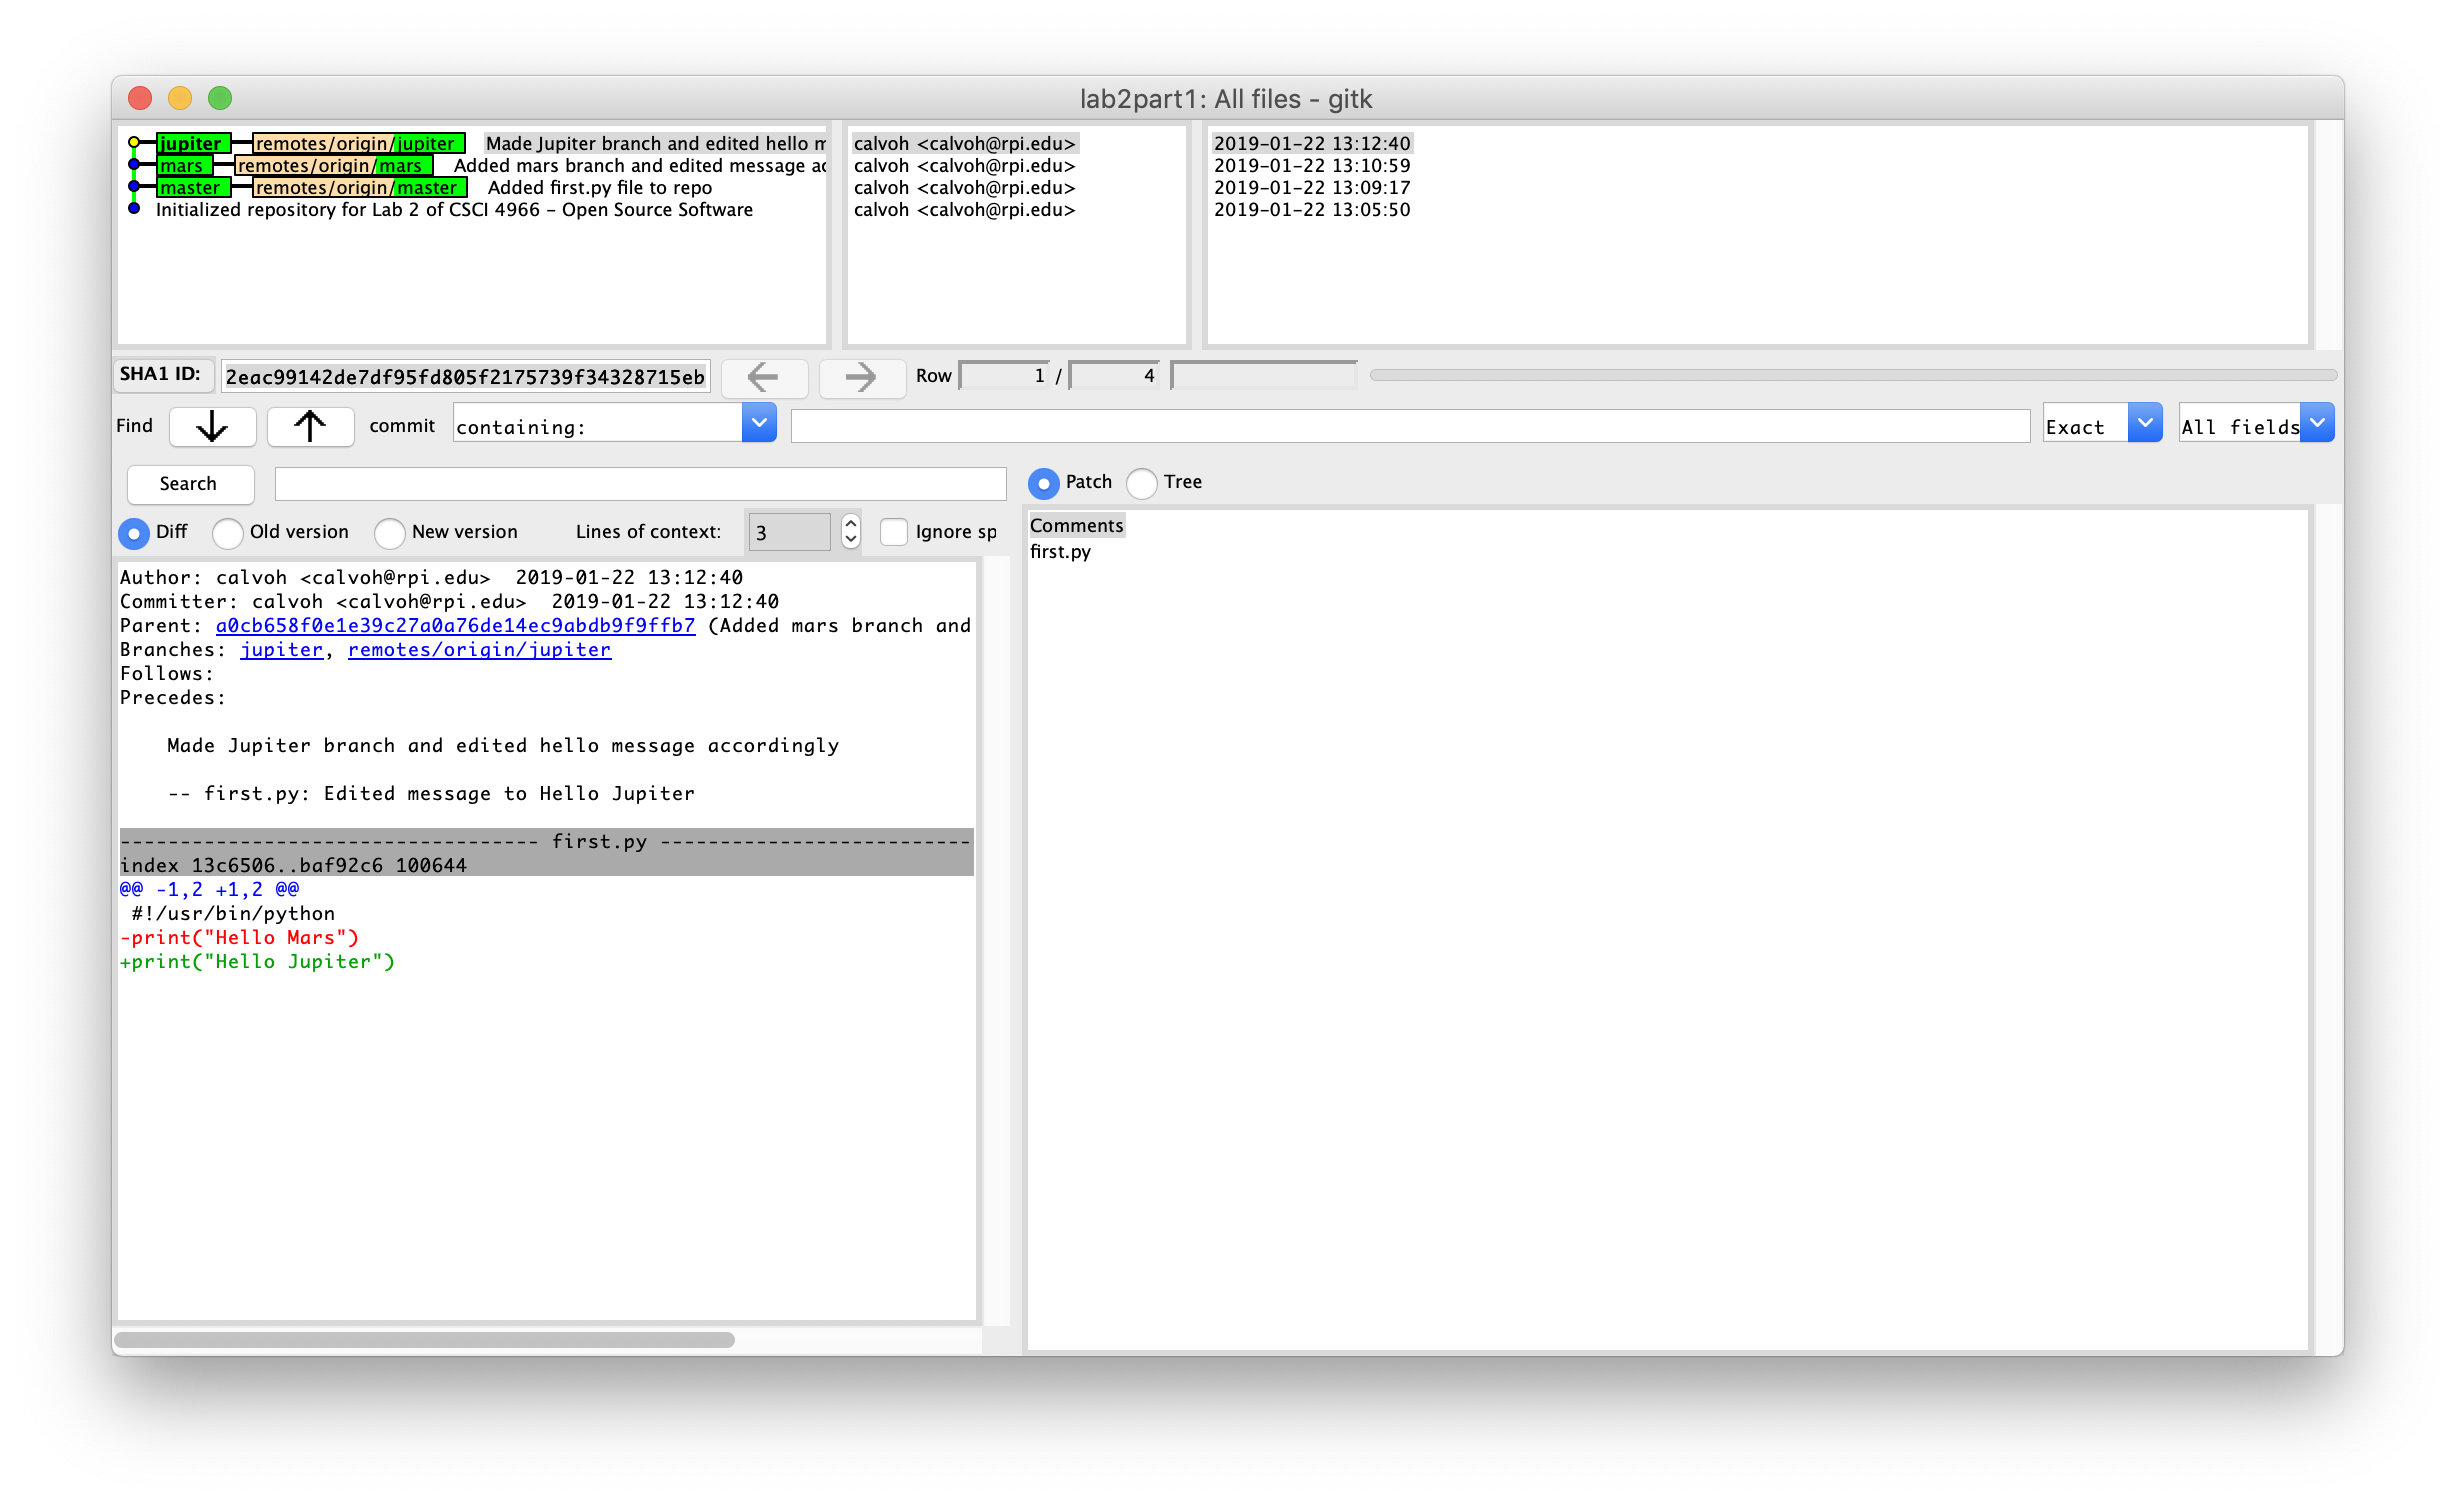 lab2part1: All files - gitk
jupiter remotes/origin/jupiter Made Jupiter branch and edited hello m calvoh <calvoh@rpi.edu> 2019-01-22 13:12:40
mars remotes/origin/mars Added mars branch and edited message ac calvoh <calvoh@rpi.edu> 2019-01-22 13:10:59
master remotes/origin/master Added first.py file to repo calvoh <calvoh@rpi.edu> 2019-01-22 13:09:17
Initialized repository for Lab 2 of CSCI 4966 – Open Source Software calvoh <calvoh@rpi.edu> 2019-01-22 13:05:50
SHA1 ID: 2eac99142de7df95fd805f2175739f34328715eb Row 1 / 4
Find commit containing: Exact All fields
Search Patch Tree
Diff Old version New version Lines of context: 3 Ignore sp
Comments
first.py
Author: calvoh <calvoh@rpi.edu>  2019-01-22 13:12:40
Committer: calvoh <calvoh@rpi.edu>  2019-01-22 13:12:40
Parent: a0cb658f0e1e39c27a0a76de14ec9abdb9f9ffb7 (Added mars branch and
Branches: jupiter, remotes/origin/jupiter
Follows:
Precedes:
Made Jupiter branch and edited hello message accordingly
-- first.py: Edited message to Hello Jupiter
----------------------------------- first.py --------------------------
index 13c6506..baf92c6 100644
@@ -1,2 +1,2 @@
#!/usr/bin/python
-print("Hello Mars")
+print("Hello Jupiter")